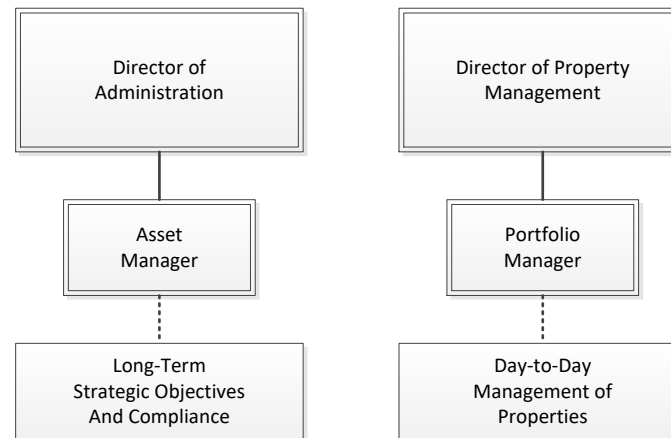 Director of
Administration
Director of Property
Management
Asset
Manager
Portfolio
Manager
Long-Term
Strategic Objectives
And Compliance
Day-to-Day
Management of
Properties